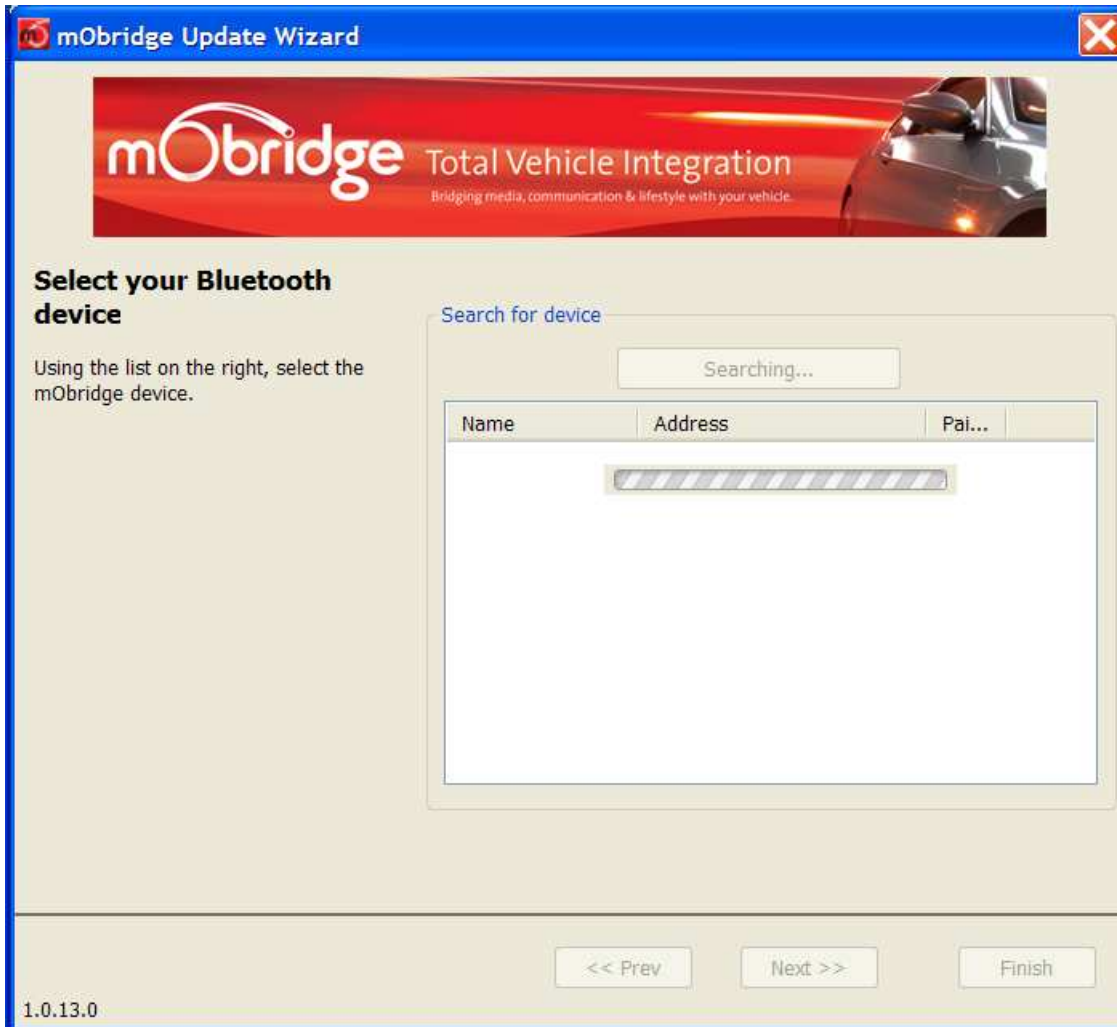 mObridge Update Wizard
mObridge Total Vehicle Integration
Bridging media, communication & lifestyle with your vehicle.
Select your Bluetooth
device
Using the list on the right, select the
mObridge device.
Search for device
Searching...
Name Address Pai...
<< Prev Next >> Finish
1.0.13.0